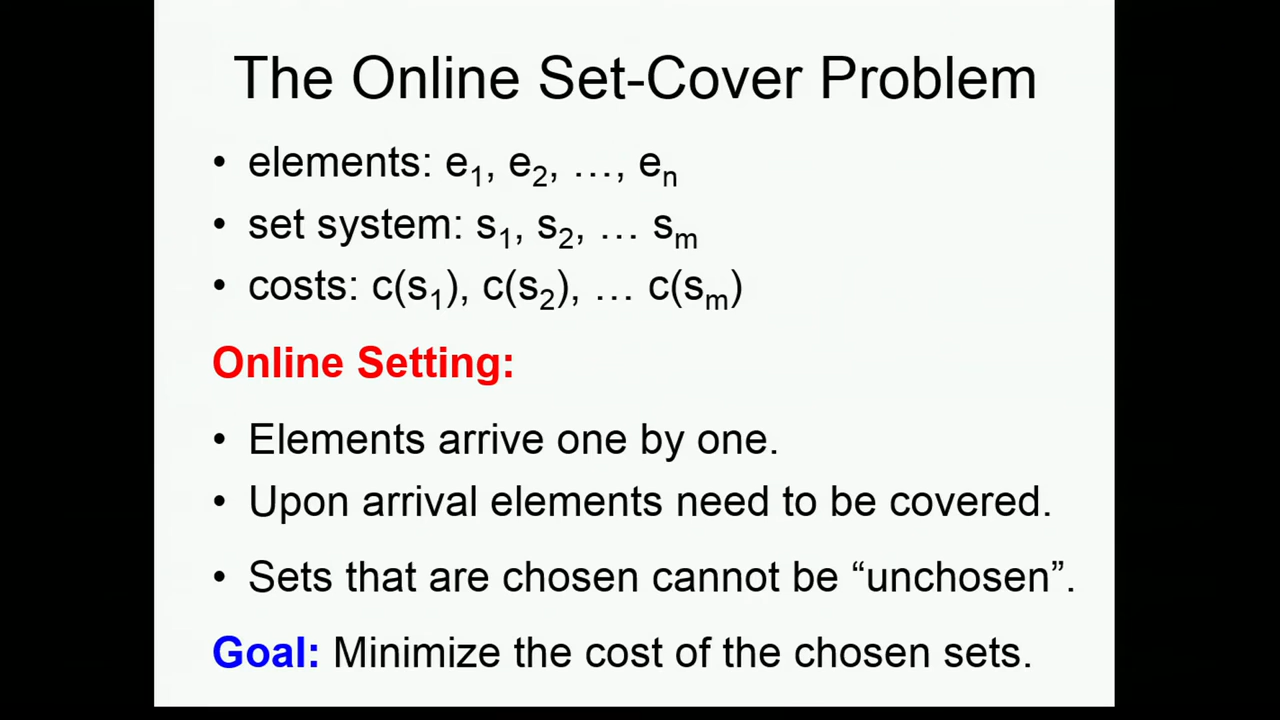 The Online Set-Cover Problem
• elements: e₁, e₂, …, eₙ
• set system: s₁, s₂, … sₘ
• costs: c(s₁), c(s₂), … c(sₘ)
Online Setting:
• Elements arrive one by one.
• Upon arrival elements need to be covered.
• Sets that are chosen cannot be “unchosen”.
Goal: Minimize the cost of the chosen sets.